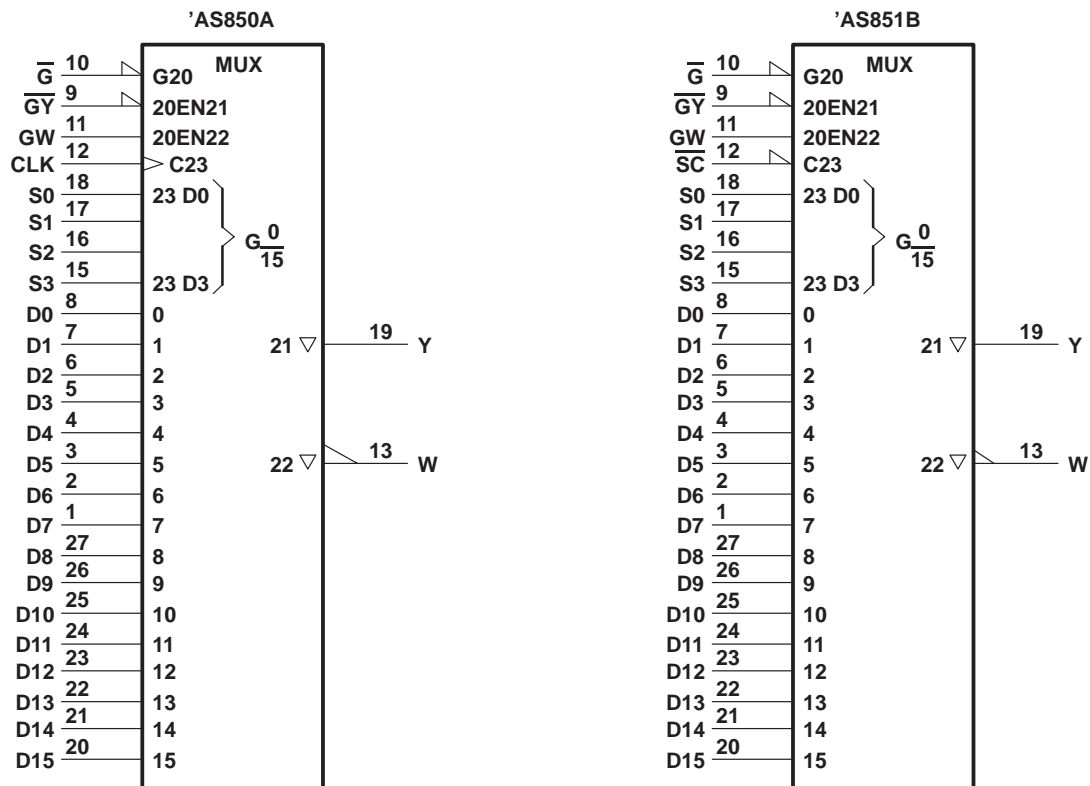 'AS850A
MUX
G̅ 10 G20
G̅Y̅ 9 20EN21
GW 11 20EN22
CLK 12 C23
S0 18 23 D0
S1 17
S2 16
G 0/15
S3 15 23 D3
D0 8 0
D1 7 1 21 ▽ 19 Y
D2 6 2
D3 5 3
D4 4 4
D5 3 5 22 ▽ 13 W
D6 2 6
D7 1 7
D8 27 8
D9 26 9
D10 25 10
D11 24 11
D12 23 12
D13 22 13
D14 21 14
D15 20 15
'AS851B
MUX
G̅ 10 G20
G̅Y̅ 9 20EN21
GW 11 20EN22
S̅C̅ 12 C23
S0 18 23 D0
S1 17
S2 16
G 0/15
S3 15 23 D3
D0 8 0
D1 7 1 21 ▽ 19 Y
D2 6 2
D3 5 3
D4 4 4
D5 3 5 22 ▽ 13 W
D6 2 6
D7 1 7
D8 27 8
D9 26 9
D10 25 10
D11 24 11
D12 23 12
D13 22 13
D14 21 14
D15 20 15